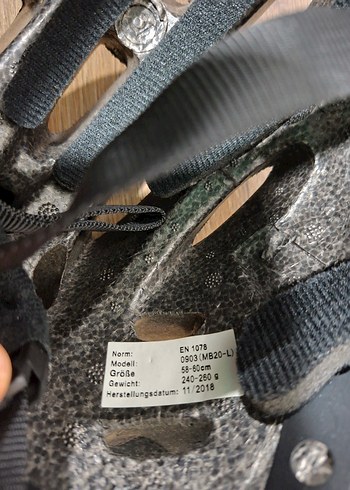 Norm: EN 1078
Modell: 0903(MB20-L)
Größe 58-60cm
Gewicht: 240-260 g
Herstellungsdatum: 11/2018